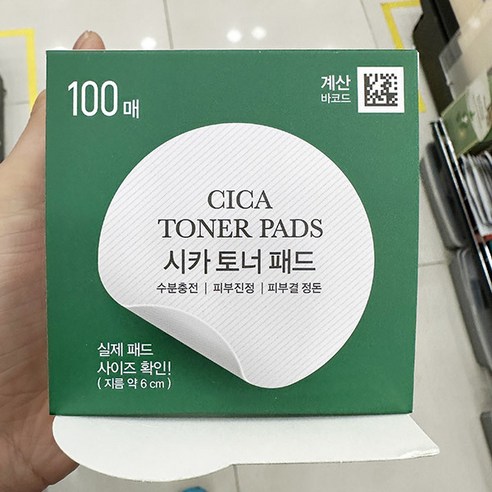 100매
계산
바코드
CICA
TONER PADS
시카 토너 패드
수분충전 | 피부진정 | 피부결 정돈
실제 패드
사이즈 확인!
( 지름 약 6 cm )